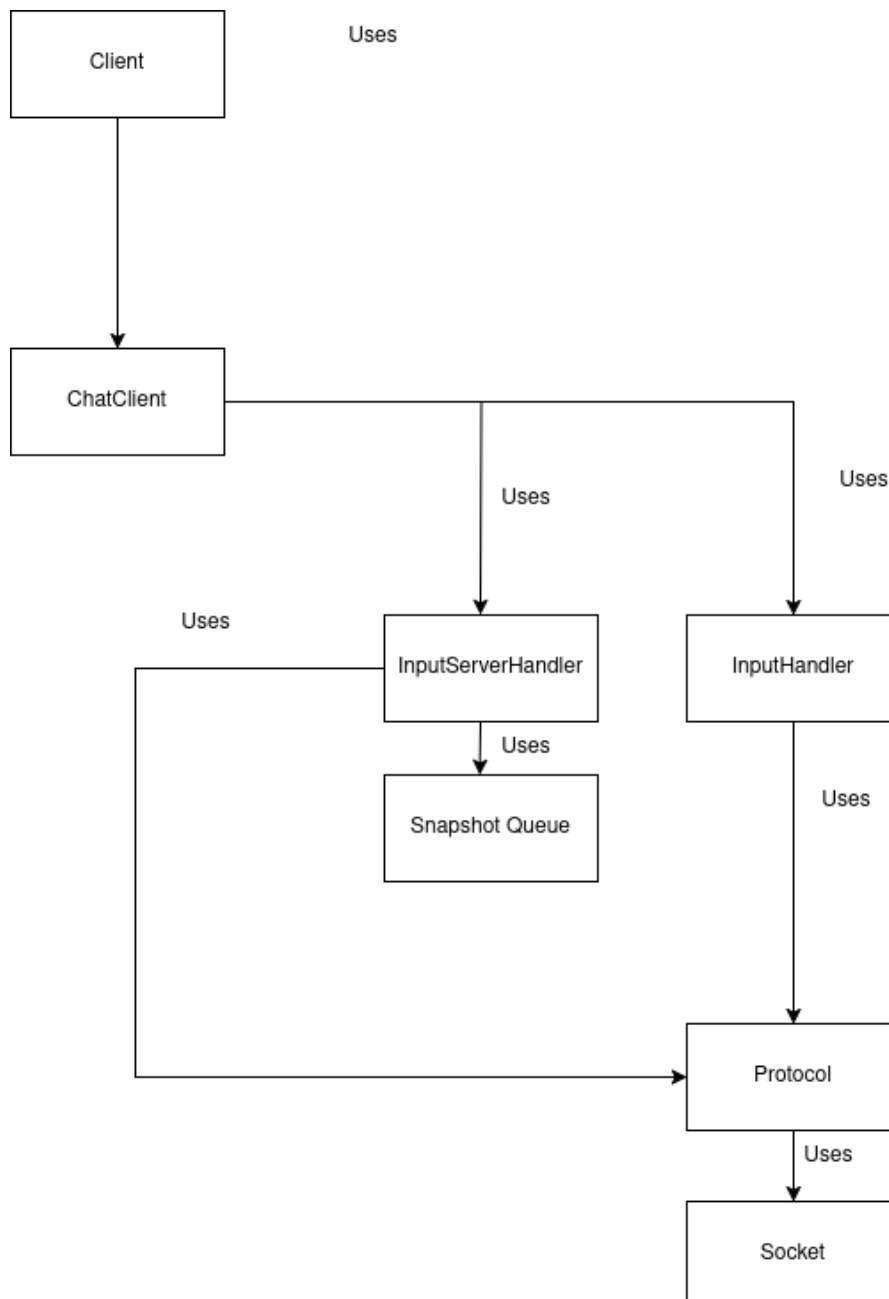 Uses
Client
ChatClient
Uses
Uses
Uses
InputServerHandler
InputHandler
Uses
Snapshot Queue
Uses
Protocol
Uses
Socket